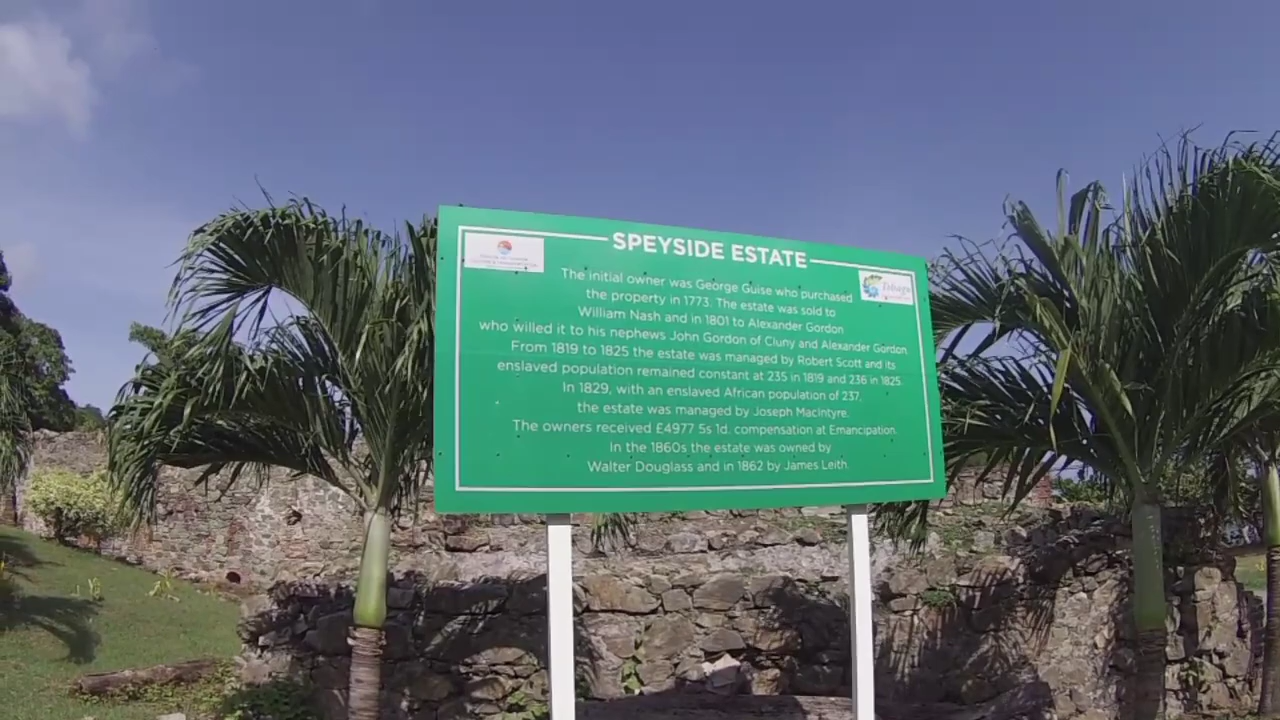 SPEYSIDE ESTATE
Tobago
The initial owner was George Guise who purchased
the property in 1773. The estate was sold to
William Nash and in 1801 to Alexander Gordon
who willed it to his nephews John Gordon of Cluny and Alexander Gordon.
From 1819 to 1825 the estate was managed by Robert Scott and its
enslaved population remained constant at 235 in 1819 and 236 in 1825.
In 1829, with an enslaved African population of 237,
the estate was managed by Joseph MacIntyre.
The owners received £4977 5s 1d. compensation at Emancipation.
In the 1860s the estate was owned by
Walter Douglass and in 1862 by James Leith.